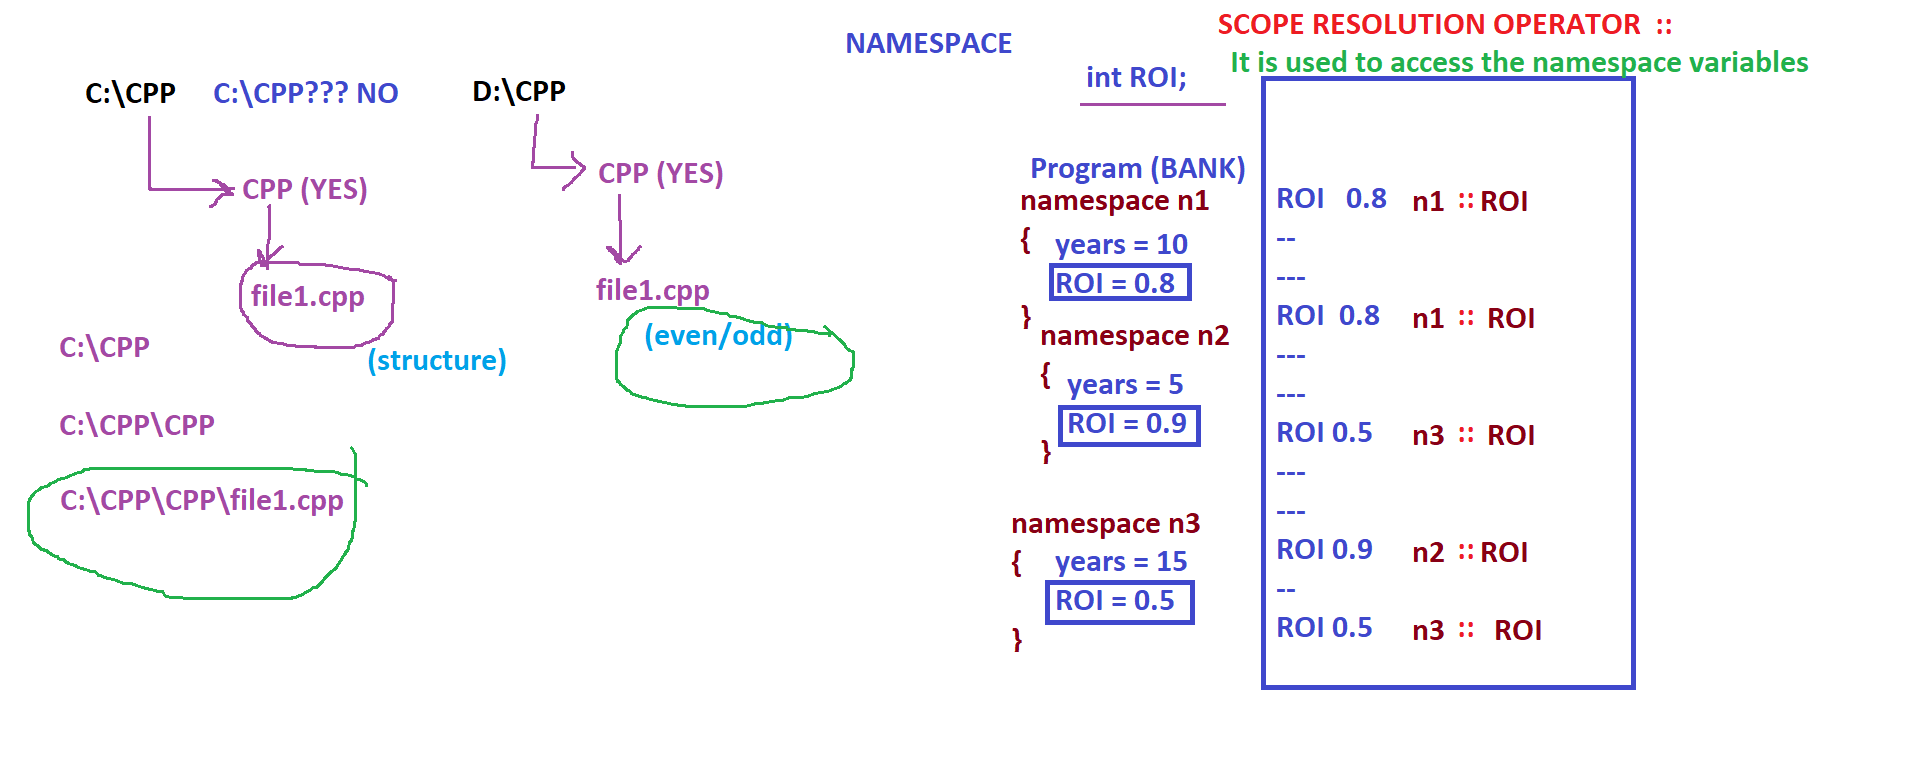 C:\CPP
C:\CPP??? NO
D:\CPP
CPP (YES)
CPP (YES)
file1.cpp
file1.cpp
(structure)
(even/odd)
C:\CPP
C:\CPP\CPP
C:\CPP\CPP\file1.cpp
NAMESPACE
int ROI;
Program (BANK)
namespace n1
{ years = 10
ROI = 0.8
}
namespace n2
{ years = 5
ROI = 0.9
}
namespace n3
{ years = 15
ROI = 0.5
}
SCOPE RESOLUTION OPERATOR ::
It is used to access the namespace variables
ROI 0.8 n1 :: ROI
--
---
ROI 0.8 n1 :: ROI
---
---
ROI 0.5 n3 :: ROI
---
---
ROI 0.9 n2 :: ROI
--
ROI 0.5 n3 :: ROI